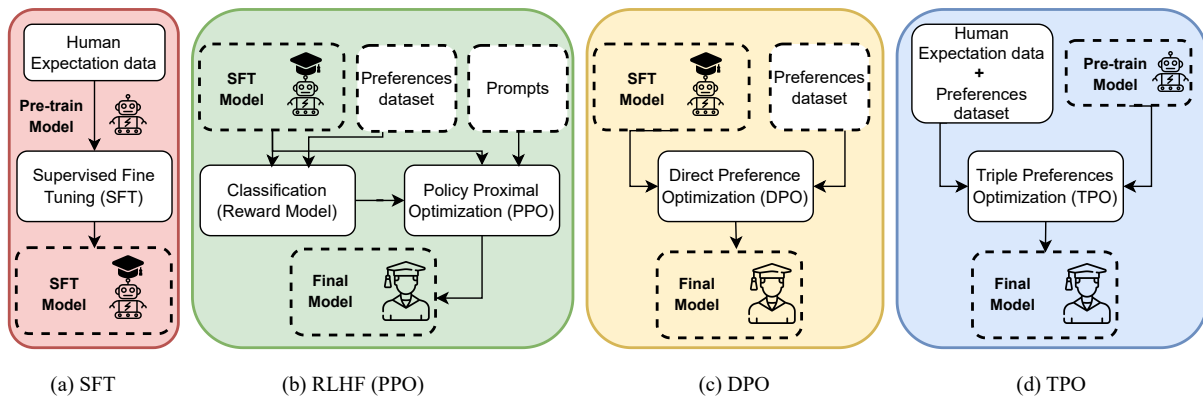 Human
Expectation data
Pre-train
Model
Supervised Fine
Tuning (SFT)
SFT
Model
(a) SFT
SFT
Model
Preferences
dataset
Prompts
Classification
(Reward Model)
Policy Proximal
Optimization (PPO)
Final
Model
(b) RLHF (PPO)
SFT
Model
Preferences
dataset
Direct Preference
Optimization (DPO)
Final
Model
(c) DPO
Human
Expectation data
+
Preferences
dataset
Pre-train
Model
Triple Preferences
Optimization (TPO)
Final
Model
(d) TPO